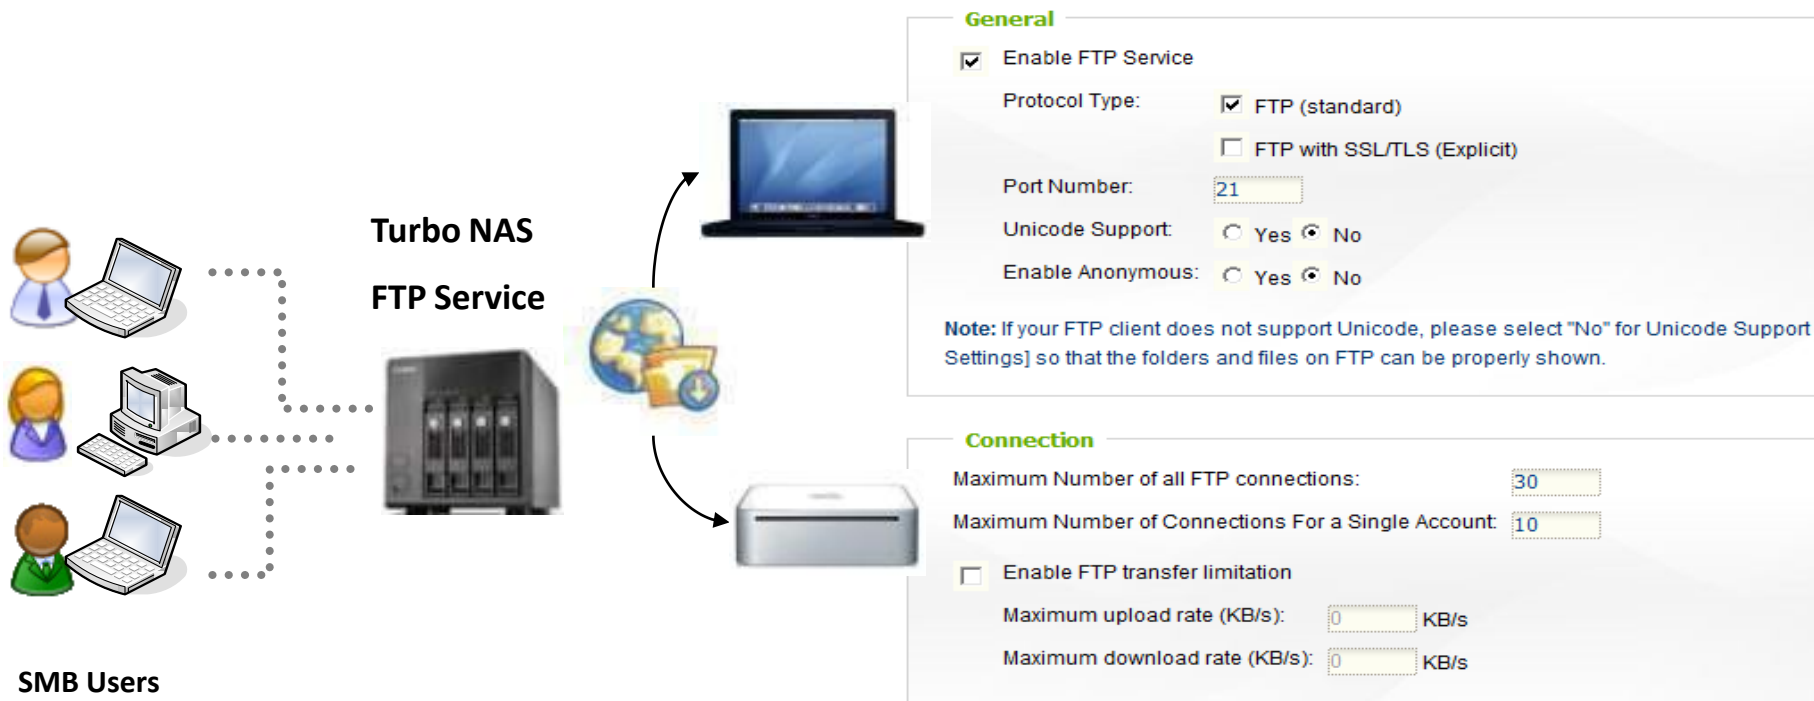 Turbo NAS
FTP Service
SMB Users
General
Enable FTP Service
Protocol Type:
FTP (standard)
FTP with SSL/TLS (Explicit)
Port Number: 21
Unicode Support: Yes No
Enable Anonymous: Yes No
Note: If your FTP client does not support Unicode, please select "No" for Unicode Support
Settings] so that the folders and files on FTP can be properly shown.
Connection
Maximum Number of all FTP connections: 30
Maximum Number of Connections For a Single Account: 10
Enable FTP transfer limitation
Maximum upload rate (KB/s): 0 KB/s
Maximum download rate (KB/s): 0 KB/s